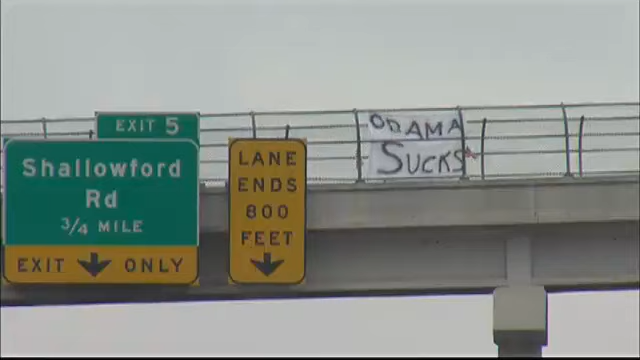 EXIT 5
Shallowford
Rd
3/4 MILE
EXIT ONLY
LANE
ENDS
800
FEET
OBAMA
SUCKS